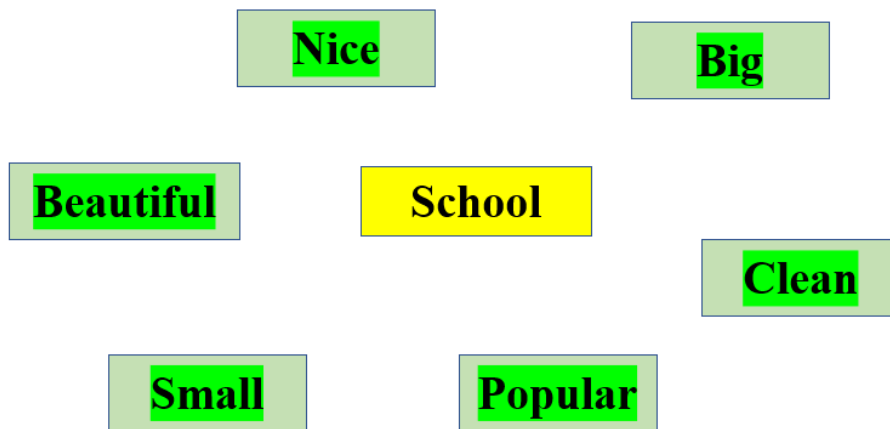 Nice
Big
Beautiful
School
Clean
Small
Popular